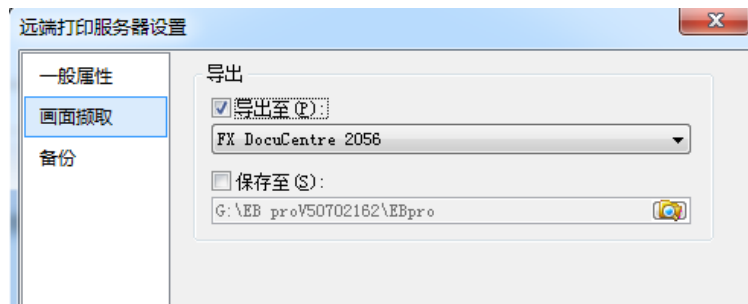 远端打印服务器设置
一般属性
画面撷取
备份
导出
导出至(P):
FX DocuCentre 2056
保存至(S):
G:\EB proV50702162\EBpro